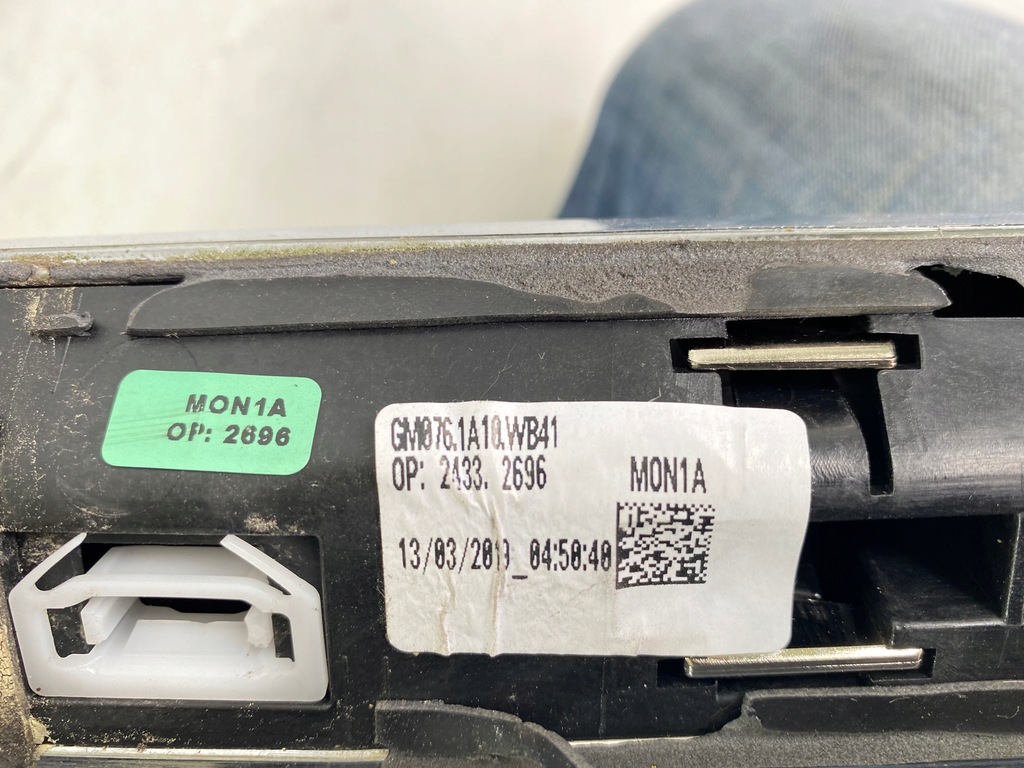 MON1A
OP: 2696
GM076.1A10.WB41
OP: 2433. 2696
MON1A
13/03/2019_04:50:40